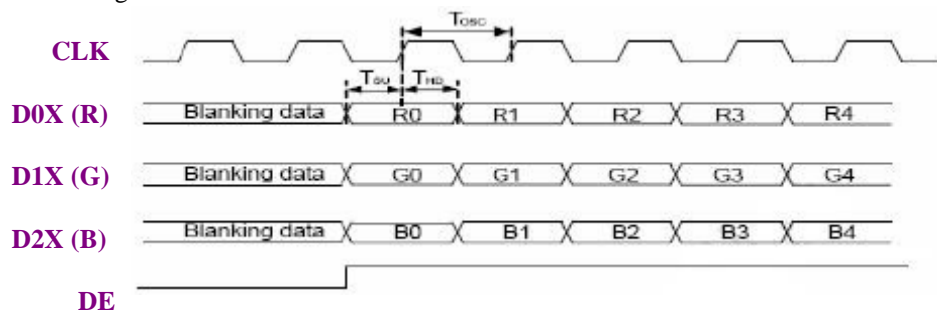 Tosc
CLK
Tsu THD
D0X (R) Blanking data R0 R1 R2 R3 R4
D1X (G) Blanking data G0 G1 G2 G3 G4
D2X (B) Blanking data B0 B1 B2 B3 B4
DE